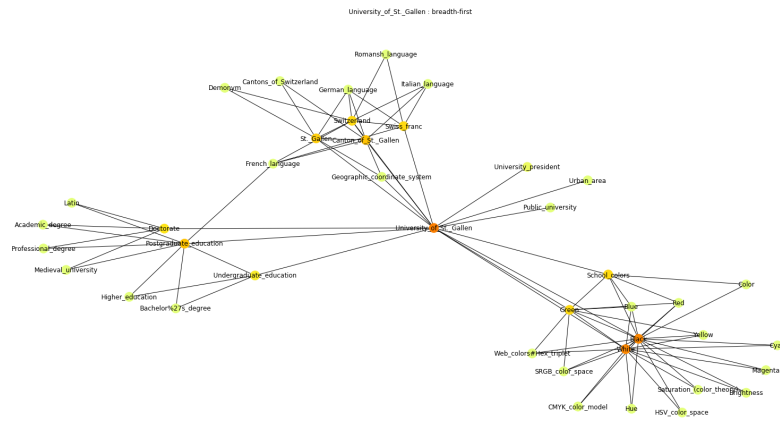 University_of_St._Gallen : breadth-first
Romansh_language
Cantons_of_Switzerland
Italian_language
Demonym
German_language
Switzerland
Swiss_franc
St._Gallen
Canton_of_St._Gallen
French_language
University_president
Geographic_coordinate_system
Urban_area
Latin
Public_university
Academic_degree
Doctorate
University_of_St._Gallen
Professional_degree
Postgraduate_education
Medieval_university
Undergraduate_education
School_colors
Color
Higher_education
Bachelor%27s_degree
Green
Blue
Red
Black
Yellow
White
Web_colors#Hex_triplet
Cya
SRGB_color_space
Magenta
Saturation_(color_theory)
Brightness
CMYK_color_model
Hue
HSV_color_space